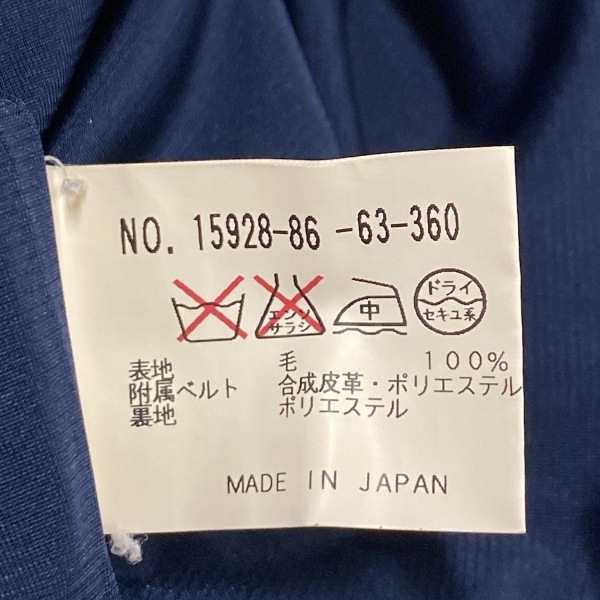 NO. 15928-86 -63-360
エンソサラシ 中 ドライ セキユ系
表地 毛 100%
附属ベルト 合成皮革・ポリエステル
裏地 ポリエステル
MADE IN JAPAN